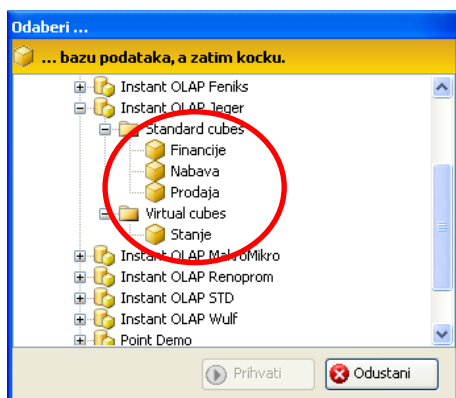 Odaberi ...
... bazu podataka, a zatim kocku.
Instant OLAP Feniks
Instant OLAP Jeger
Standard cubes
Financije
Nabava
Prodaja
Virtual cubes
Stanje
Instant OLAP MakroMikro
Instant OLAP Renoprom
Instant OLAP STD
Instant OLAP Wulf
Point Demo
Prihvati
Odustani